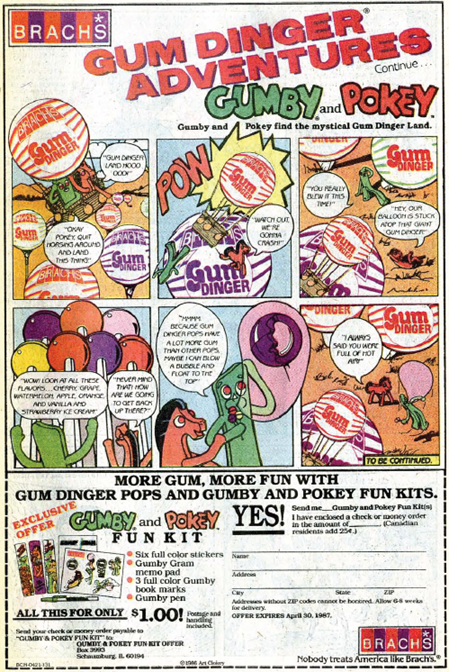 BRACH'S®
GUM DINGER®
ADVENTURES
Continue...
GUMBY® and POKEY®
Gumby and Pokey find the mystical Gum Dinger Land.
BRACH'S
Gum
DINGER
"GUM DINGER
LAND HOOO
OOO!"
"OKAY
POKEY, QUIT
HORSING AROUND
AND LAND
THIS THING"
BRACH'S
Gum
DINGER
POW
BRACH'S
Gum
"WATCH OUT,
WE'RE
GONNA
CRASH!"
BRACH'S
Gum
DINGER
Gum
DINGER
"YOU REALLY
BLEW IT THIS
TIME!"
"HEY, OUR
BALLOON IS STUCK
ATOP THAT GIANT
GUM DINGER!"
Gum
DINGER
"WOW! LOOK AT ALL THESE
FLAVORS... CHERRY, GRAPE,
WATERMELON, APPLE, ORANGE,
AND VANILLA AND
STRAWBERRY ICE CREAM"
"NEVER MIND
THAT! HOW
ARE WE GOING
TO GET BACK
UP THERE?"
"HMMM.
BECAUSE GUM
DINGER POPS HAVE
A LOT MORE GUM
THAN OTHER POPS,
MAYBE I CAN BLOW
A BUBBLE AND
FLOAT TO THE
TOP"
Gum
DINGER
"I ALWAYS
SAID YOU WERE
FULL OF HOT
AIR!"
Gum
DINGER
TO BE CONTINUED.
MORE GUM, MORE FUN WITH
GUM DINGER POPS AND GUMBY AND POKEY FUN KITS.
EXCLUSIVE
OFFER
GUMBY® and POKEY®
FUN KIT
Six full color stickers
Gumby Gram
memo pad
3 full color Gumby
book marks
Gumby pen
ALL THIS FOR ONLY $1.00! Postage and
handling
included.
Send your check or money order payable to
"GUMBY & POKEY FUN KIT" to:
GUMBY & POKEY FUN KIT OFFER
Box 3993
Schaumburg, IL 60194
YES!
Send me Gumby and Pokey Fun Kit(s)
I have enclosed a check or money order
in the amount of (Canadian
residents add 25¢.)
Name
Address
City State ZIP
Addresses without ZIP codes cannot be honored. Allow 6-8 weeks
for delivery.
OFFER EXPIRES April 30, 1987.
BRACH'S®
©1986 Art Clokey
Nobody treats America like Brach's.®